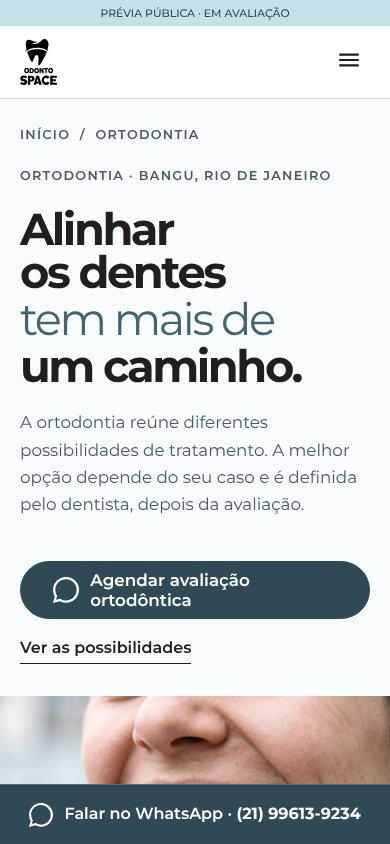 PRÉVIA PÚBLICA · EM AVALIAÇÃO
ODONTO
SPACE
INÍCIO / ORTODONTIA
ORTODONTIA · BANGU, RIO DE JANEIRO
Alinhar
os dentes
tem mais de
um caminho.
A ortodontia reúne diferentes
possibilidades de tratamento. A melhor
opção depende do seu caso e é definida
pelo dentista, depois da avaliação.
Agendar avaliação
ortodôntica
Ver as possibilidades
Falar no WhatsApp · (21) 99613-9234